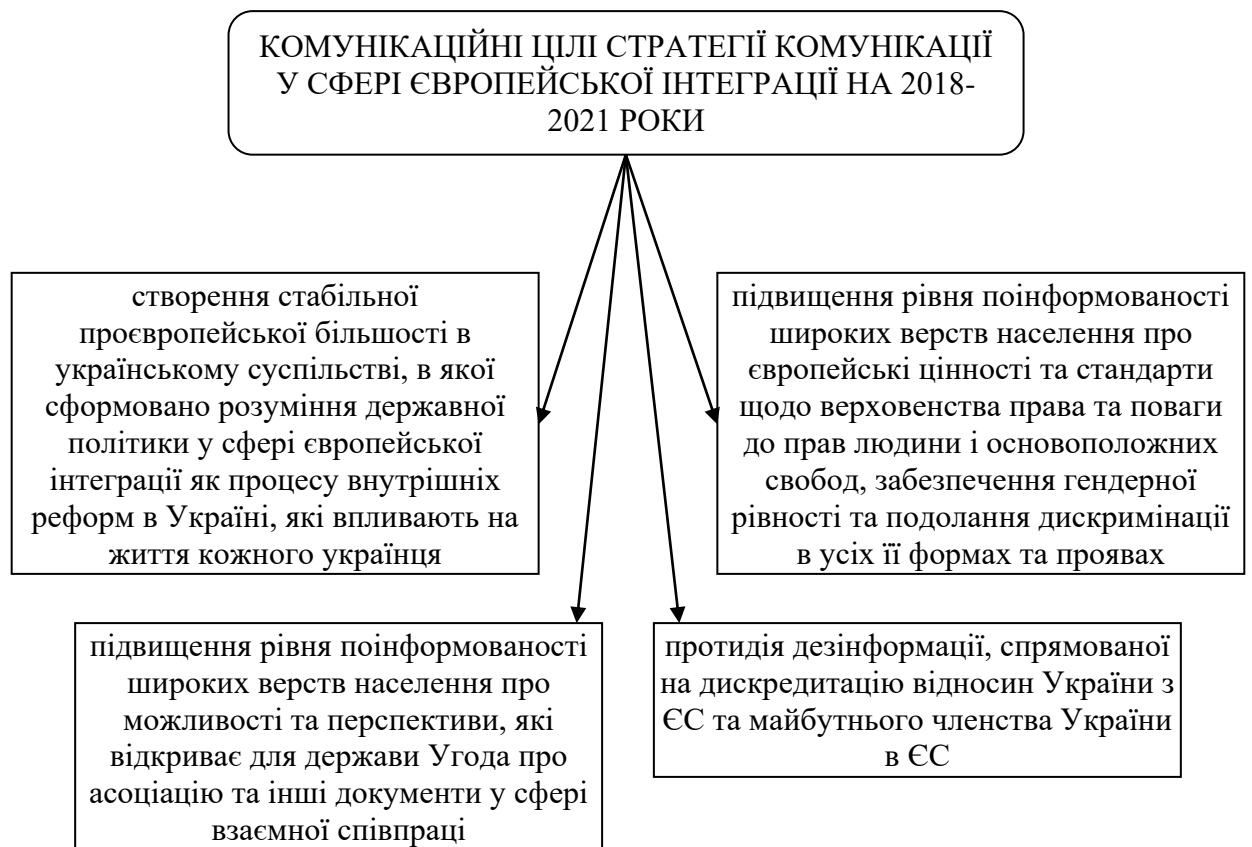 КОМУНІКАЦІЙНІ ЦІЛІ СТРАТЕГІЇ КОМУНІКАЦІЇ
У СФЕРІ ЄВРОПЕЙСЬКОЇ ІНТЕГРАЦІЇ НА 2018-
2021 РОКИ
створення стабільної
проєвропейської більшості в
українському суспільстві, в якої
сформовано розуміння державної
політики у сфері європейської
інтеграції як процесу внутрішніх
реформ в Україні, які впливають на
життя кожного українця
підвищення рівня поінформованості
широких верств населення про
європейські цінності та стандарти
щодо верховенства права та поваги
до прав людини і основоположних
свобод, забезпечення гендерної
рівності та подолання дискримінації
в усіх її формах та проявах
підвищення рівня поінформованості
широких верств населення про
можливості та перспективи, які
відкриває для держави Угода про
асоціацію та інші документи у сфері
взаємної співпраці
протидія дезінформації, спрямованої
на дискредитацію відносин України з
ЄС та майбутнього членства України
в ЄС